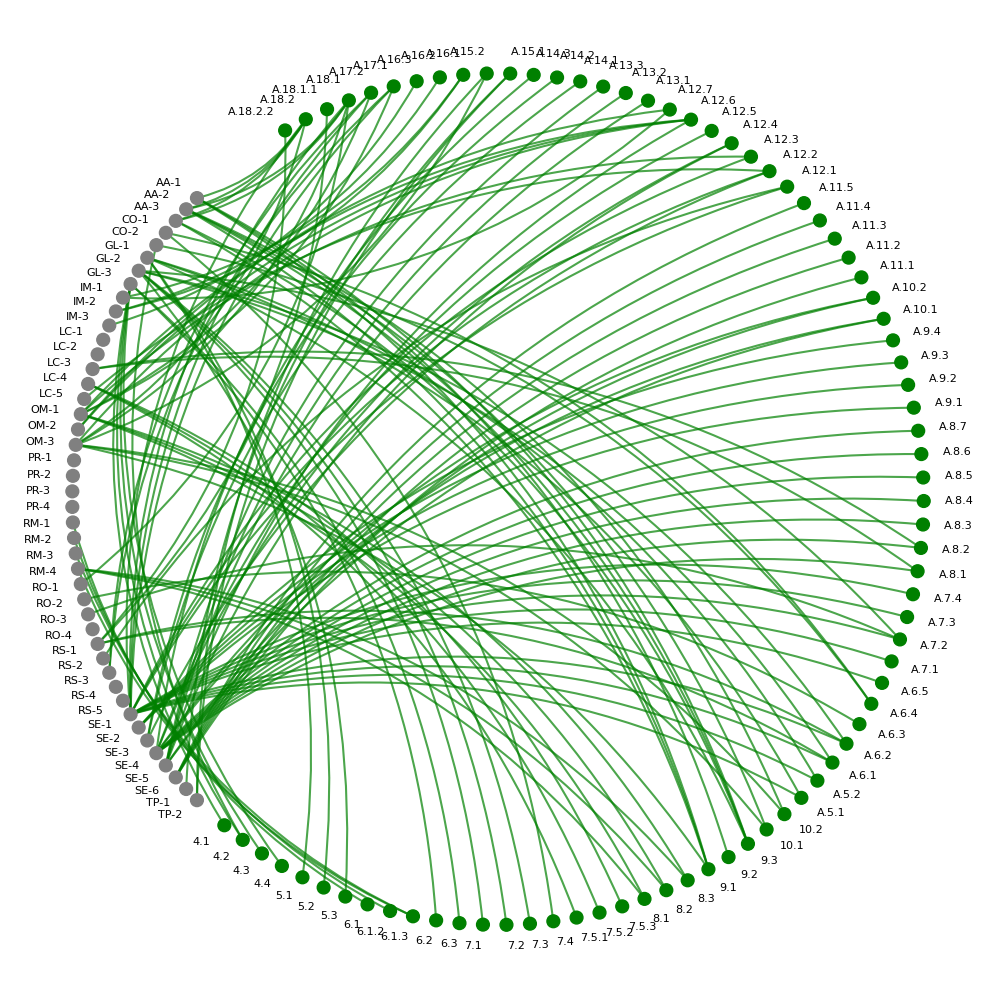 A.15.2
A.15.1
A.16.1
A.14.3
A.16.2
A.14.2
A.16.3
A.14.1
A.17.1
A.13.3
A.17.2
A.13.2
A.18.1
A.13.1
A.18.1.1
A.12.7
A.18.2
A.12.6
A.18.2.2
A.12.5
A.12.4
A.12.3
A.12.2
A.12.1
AA-1
A.11.5
AA-2
AA-3
A.11.4
CO-1
A.11.3
CO-2
GL-1
A.11.2
GL-2
A.11.1
GL-3
IM-1
A.10.2
IM-2
A.10.1
IM-3
LC-1
A.9.4
LC-2
A.9.3
LC-3
LC-4
A.9.2
LC-5
A.9.1
OM-1
OM-2
A.8.7
OM-3
A.8.6
PR-1
PR-2
A.8.5
PR-3
A.8.4
PR-4
RM-1
A.8.3
RM-2
A.8.2
RM-3
RM-4
A.8.1
RO-1
A.7.4
RO-2
RO-3
A.7.3
RO-4
A.7.2
RS-1
RS-2
A.7.1
RS-3
A.6.5
RS-4
RS-5
A.6.4
SE-1
A.6.3
SE-2
SE-3
A.6.2
SE-4
A.6.1
SE-5
SE-6
A.5.2
TP-1
TP-2
A.5.1
10.2
4.1
10.1
4.2
9.3
4.3
9.2
4.4
9.1
5.1
8.3
5.2
8.2
5.3
8.1
6.1
7.5.3
6.1.2
7.5.2
6.1.3
7.5.1
6.2
7.4
6.3
7.3
7.1
7.2